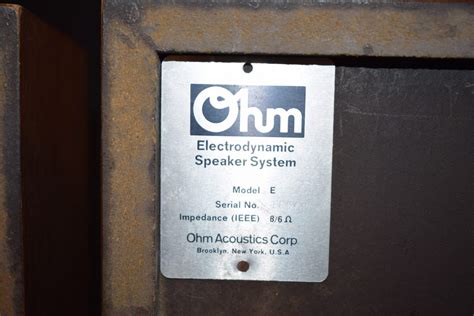 Ohm
Electrodynamic
Speaker System
Model E
Serial No.
Impedance (IEEE) 8/6 Ω
Ohm Acoustics Corp
Brooklyn, New York, U.S.A